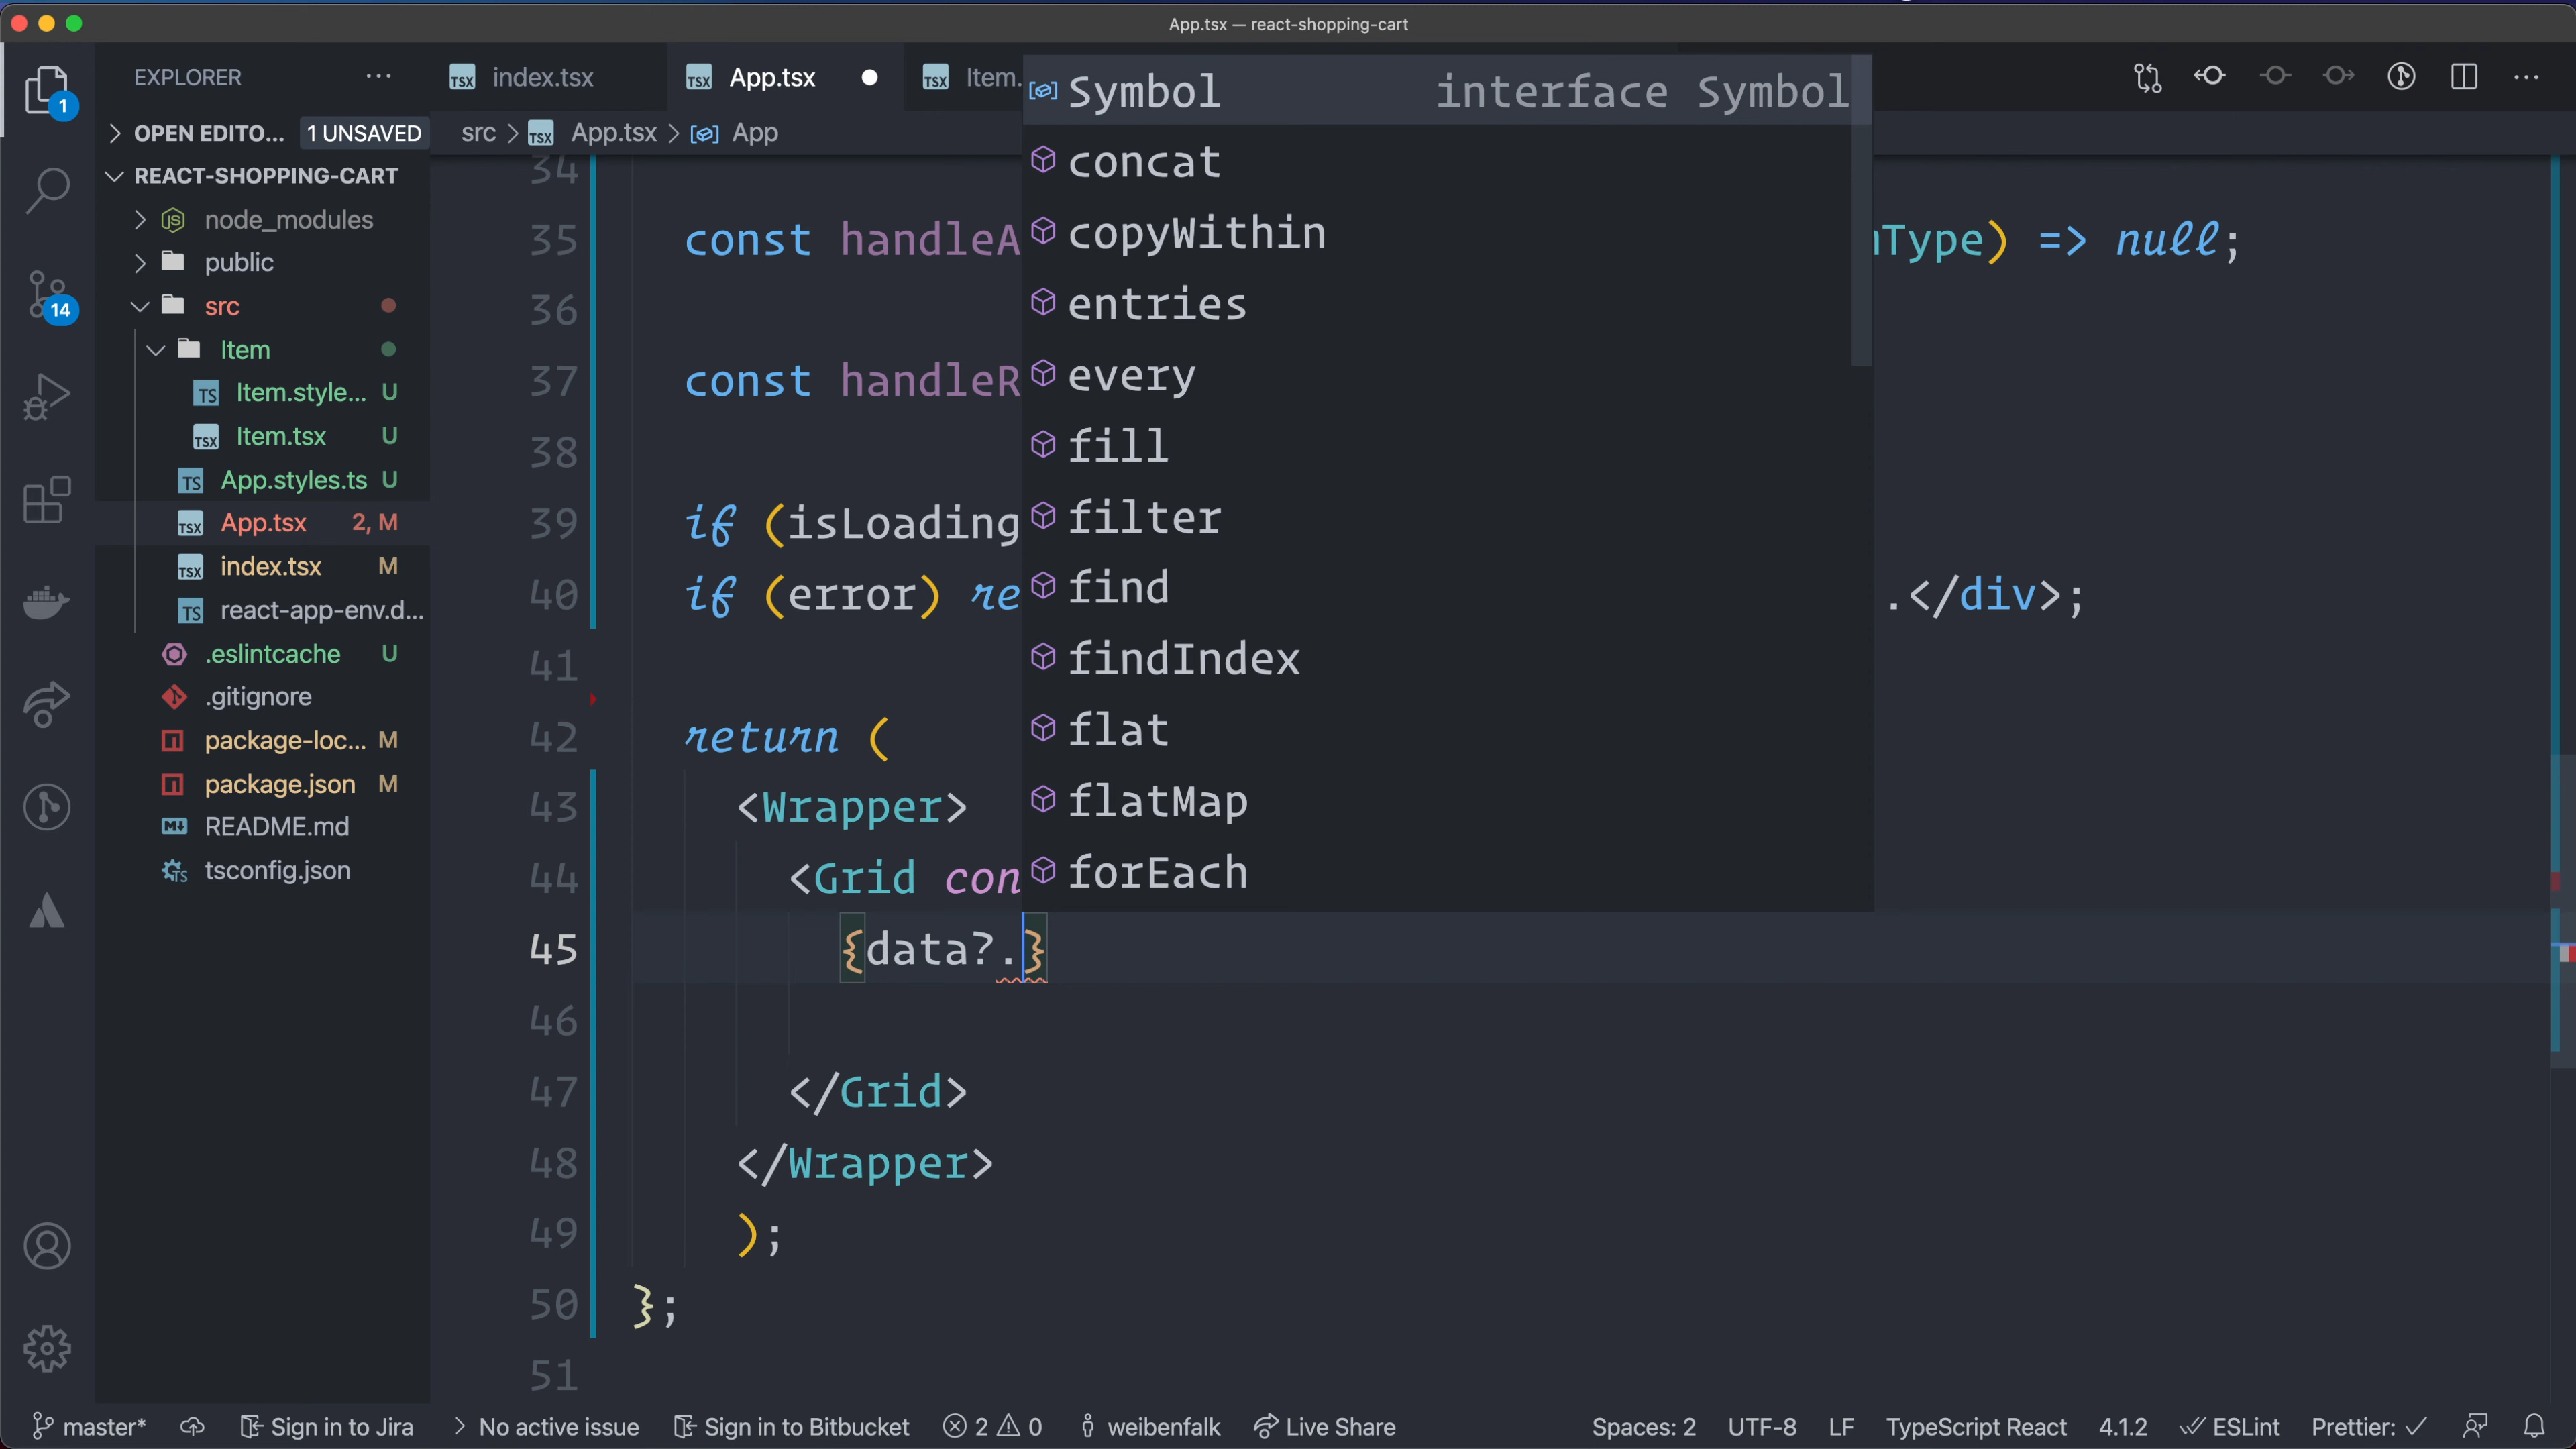 App.tsx — react-shopping-cart
EXPLORER
index.tsx
App.tsx
Item.
OPEN EDITO... 1 UNSAVED
src > App.tsx > App
REACT-SHOPPING-CART
node_modules
public
src
Item
Item.style... U
Item.tsx U
App.styles.ts U
App.tsx 2, M
index.tsx M
react-app-env.d...
.eslintcache U
.gitignore
package-loc... M
package.json M
README.md
tsconfig.json
1
14
Symbol interface Symbol
concat
copyWithin
entries
every
fill
filter
find
findIndex
flat
flatMap
forEach
34
35 const handleA nType) => null;
36
37 const handleR
38
39 if (isLoading
40 if (error) re .</div>;
41
42 return (
43 <Wrapper>
44 <Grid con
45 {data?.}
46
47 </Grid>
48 </Wrapper>
49 );
50 };
51
master* Sign in to Jira > No active issue Sign in to Bitbucket 2 0 weibenfalk Live Share Spaces: 2 UTF-8 LF TypeScript React 4.1.2 ESLint Prettier: ✓